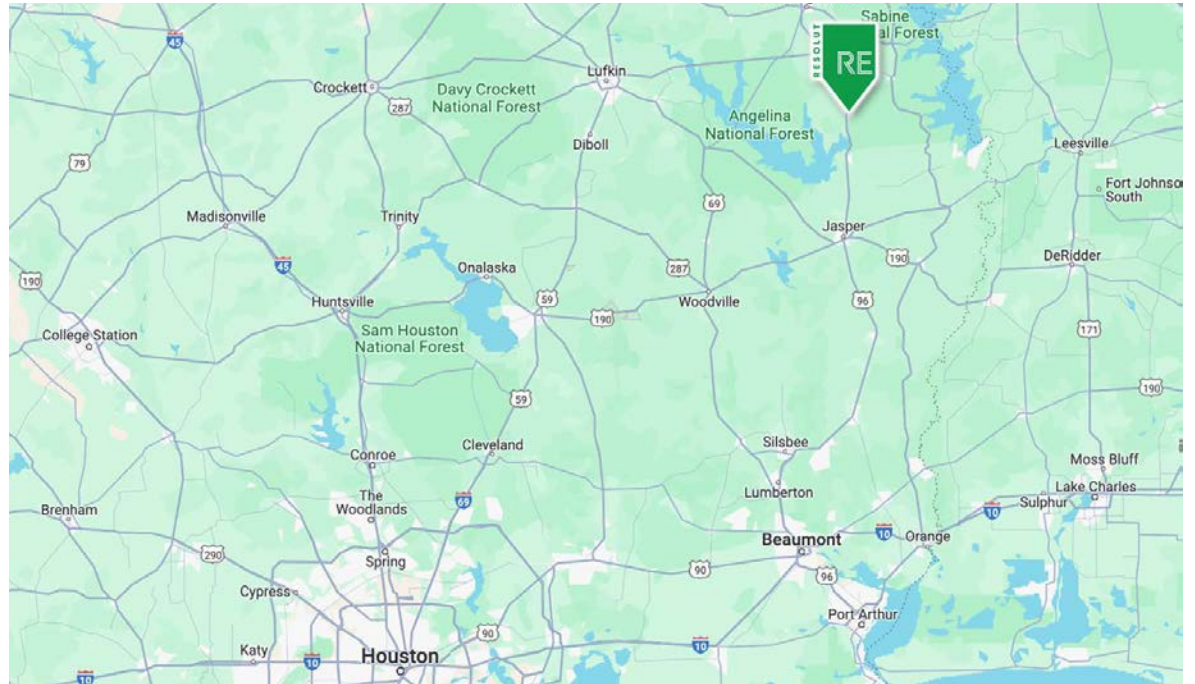 45
Sabine
al Forest
RESOLUT
RE
Lufkin
Crockett
Davy Crockett
National Forest
287
Angelina
National Forest
Diboll
Leesville
79
Fort Johnso
South
69
Madisonville
Trinity
Jasper
45
287
190
DeRidder
190
Onalaska
59
Woodville
96
Huntsville
190
Sam Houston
National Forest
College Station
171
190
59
Cleveland
Silsbee
Conroe
Moss Bluff
Lake Charles
The
Woodlands
69
Lumberton
Sulphur
10
Brenham
Beaumont
10
Orange
290
Spring
90
96
Cypress
Port Arthur
90
Katy
Houston
10
10
10